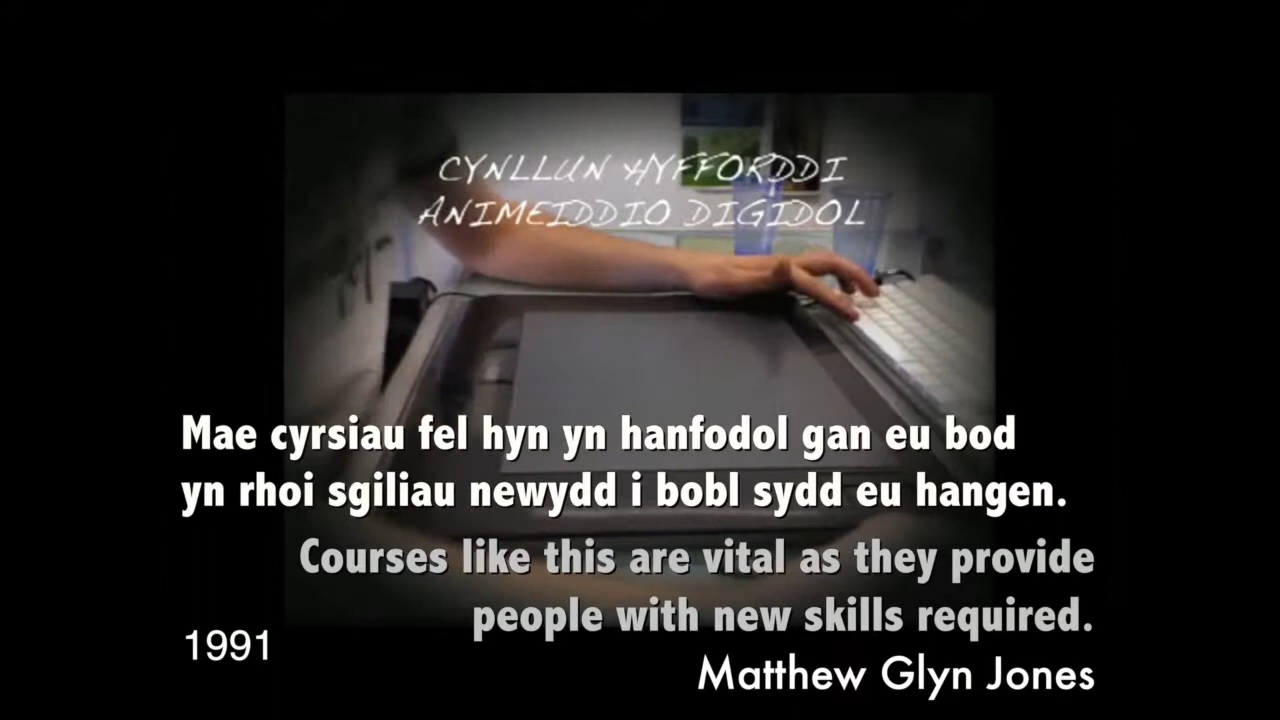 CYNLLUN HYFFORDDI
ANIMEIDDIO DIGIDOL
Mae cyrsiau fel hyn yn hanfodol gan eu bod
yn rhoi sgiliau newydd i bobl sydd eu hangen.
Courses like this are vital as they provide
people with new skills required.
1991
Matthew Glyn Jones